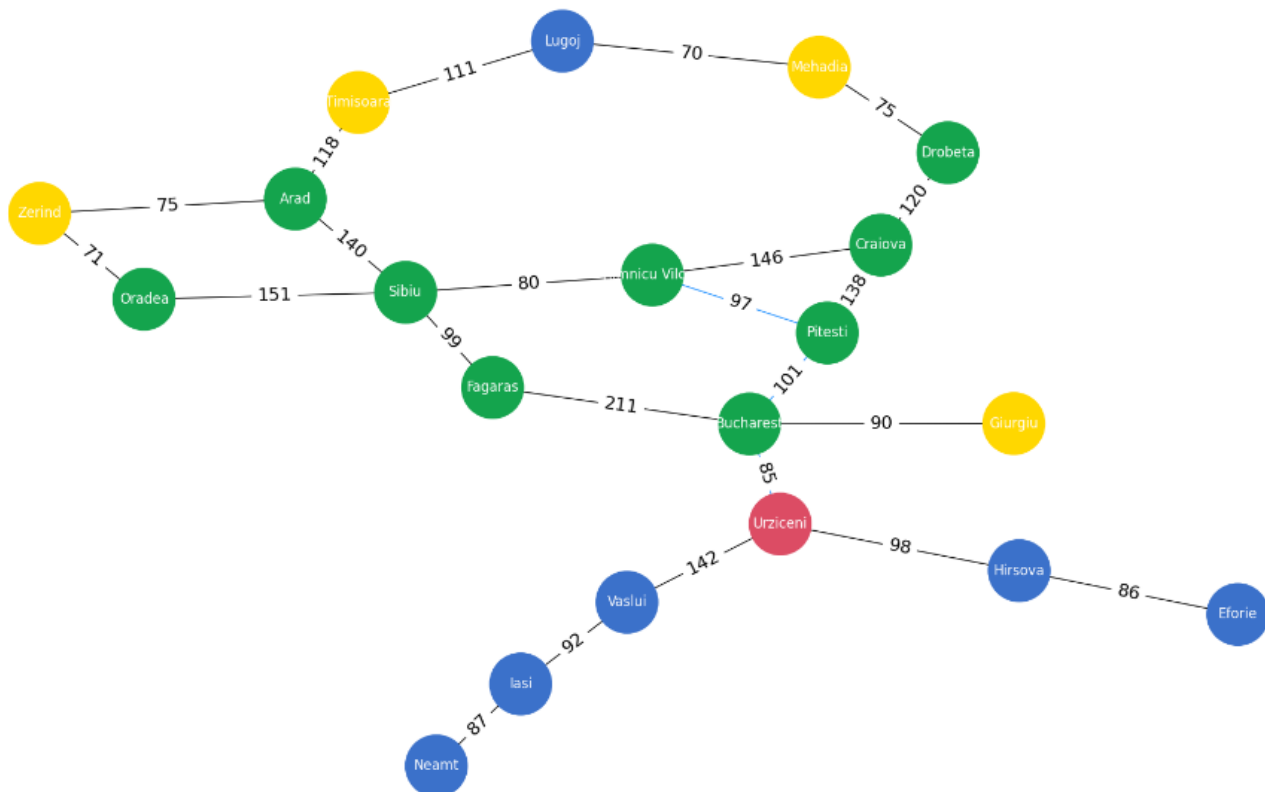 Lugoj
70
Mehadia
111
Timisoara
75
118
Drobeta
Arad
120
75
Zerind
140
Craiova
71
146
80
mnicu Vilc
Sibiu
Oradea
151
97
138
Pitesti
99
101
Fagaras
211
Bucharest
90
Giurgiu
85
Urziceni
98
142
Hirsova
86
Vaslui
Eforie
92
Iasi
87
Neamt